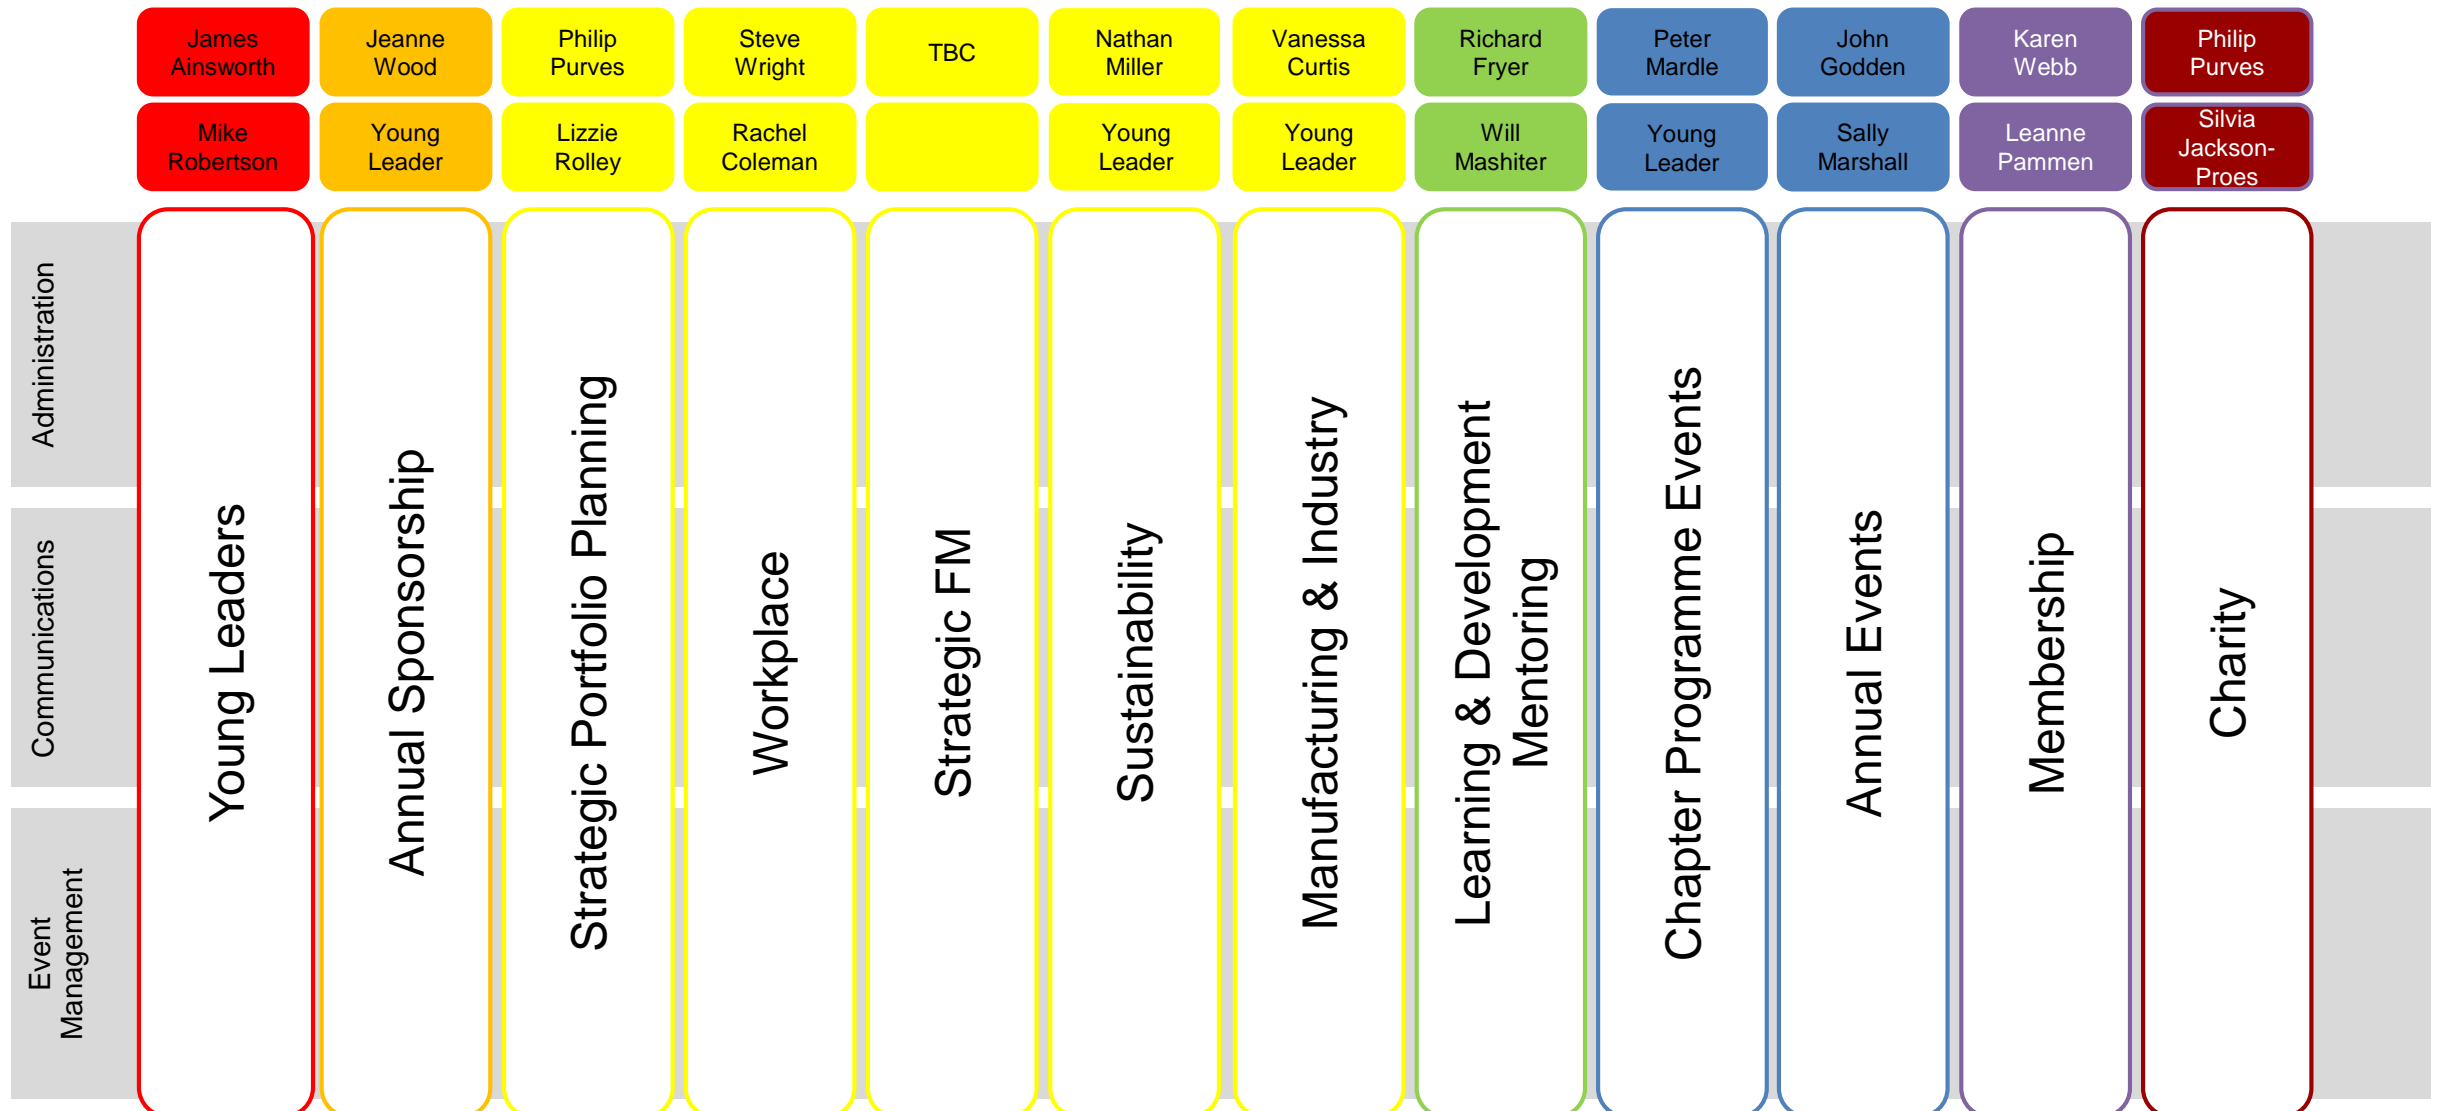 James
Ainsworth
Jeanne
Wood
Philip
Purves
Steve
Wright
TBC
Nathan
Miller
Vanessa
Curtis
Richard
Fryer
Peter
Mardle
John
Godden
Karen
Webb
Philip
Purves
Mike
Robertson
Young
Leader
Lizzie
Rolley
Rachel
Coleman
Young
Leader
Young
Leader
Will
Mashiter
Young
Leader
Sally
Marshall
Leanne
Pammen
Silvia
Jackson-
Proes
Administration
Communications
Event
Management
Young Leaders
Annual Sponsorship
Strategic Portfolio Planning
Workplace
Strategic FM
Sustainability
Manufacturing & Industry
Learning & Development
Mentoring
Chapter Programme Events
Annual Events
Membership
Charity